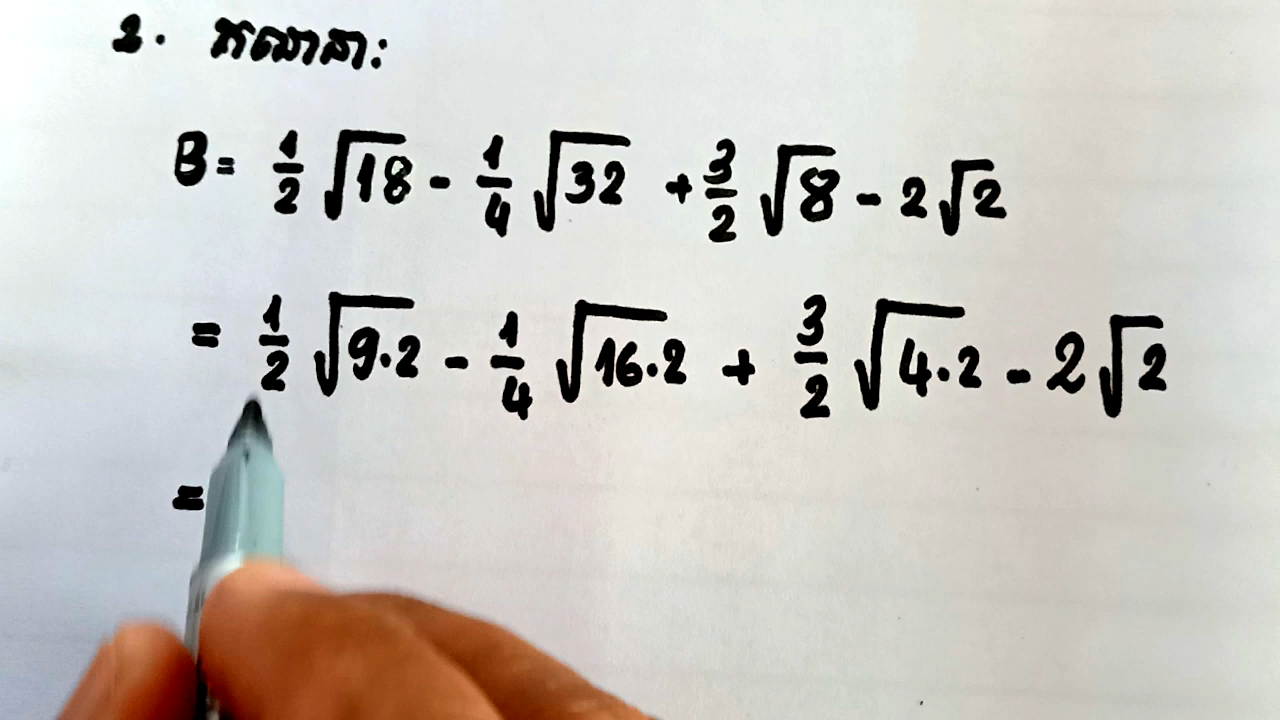 2. គណនា:
B = 1/2 √18 - 1/4 √32 + 3/2 √8 - 2√2
= 1/2 √9.2 - 1/4 √16.2 + 3/2 √4.2 - 2√2
=